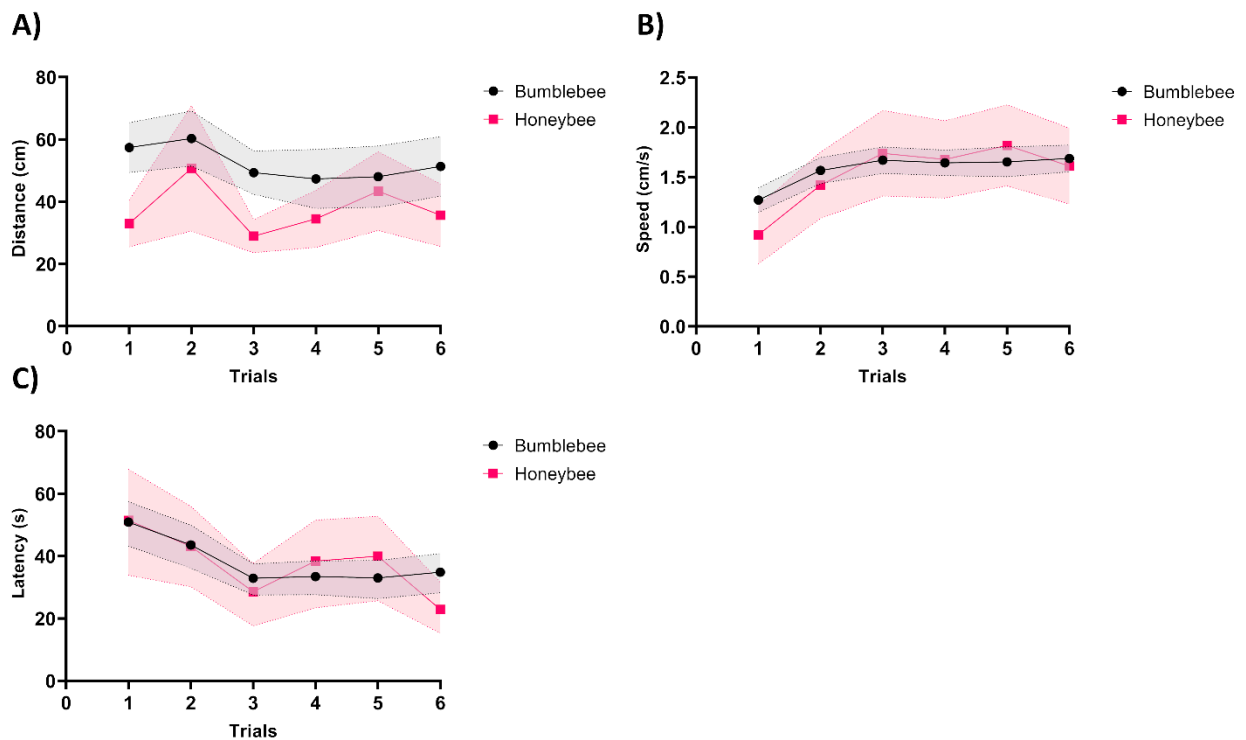 A)
80
60
40
20
0
Distance (cm)
0 1 2 3 4 5 6
Trials
Bumblebee
Honeybee
B)
2.5
2.0
1.5
1.0
0.5
0.0
Speed (cm/s)
0 1 2 3 4 5 6
Trials
Bumblebee
Honeybee
C)
80
60
40
20
0
Latency (s)
0 1 2 3 4 5 6
Trials
Bumblebee
Honeybee